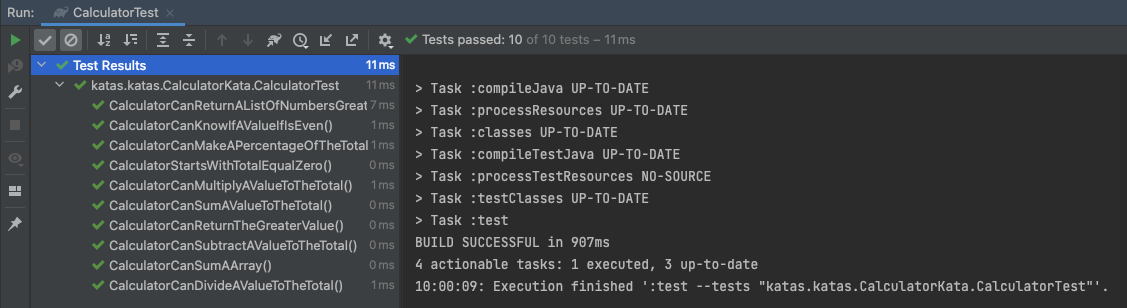 Run: CalculatorTest
Tests passed: 10 of 10 tests – 11 ms
Test Results 11 ms
katas.katas.CalculatorKata.CalculatorTest 11 ms
CalculatorCanReturnAListOfNumbersGreat 7 ms
CalculatorCanKnowIfAValueIfIsEven() 1 ms
CalculatorCanMakeAPercentageOfTheTotal 1 ms
CalculatorStartsWithTotalEqualZero() 0 ms
CalculatorCanMultiplyAValueToTheTotal() 1 ms
CalculatorCanSumAValueToTheTotal() 0 ms
CalculatorCanReturnTheGreaterValue() 0 ms
CalculatorCanSubtractAValueToTheTotal() 0 ms
CalculatorCanSumAArray() 0 ms
CalculatorCanDivideAValueToTheTotal() 1 ms
> Task :compileJava UP-TO-DATE
> Task :processResources UP-TO-DATE
> Task :classes UP-TO-DATE
> Task :compileTestJava UP-TO-DATE
> Task :processTestResources NO-SOURCE
> Task :testClasses UP-TO-DATE
> Task :test
BUILD SUCCESSFUL in 907ms
4 actionable tasks: 1 executed, 3 up-to-date
10:00:09: Execution finished ':test --tests "katas.katas.CalculatorKata.CalculatorTest"'.